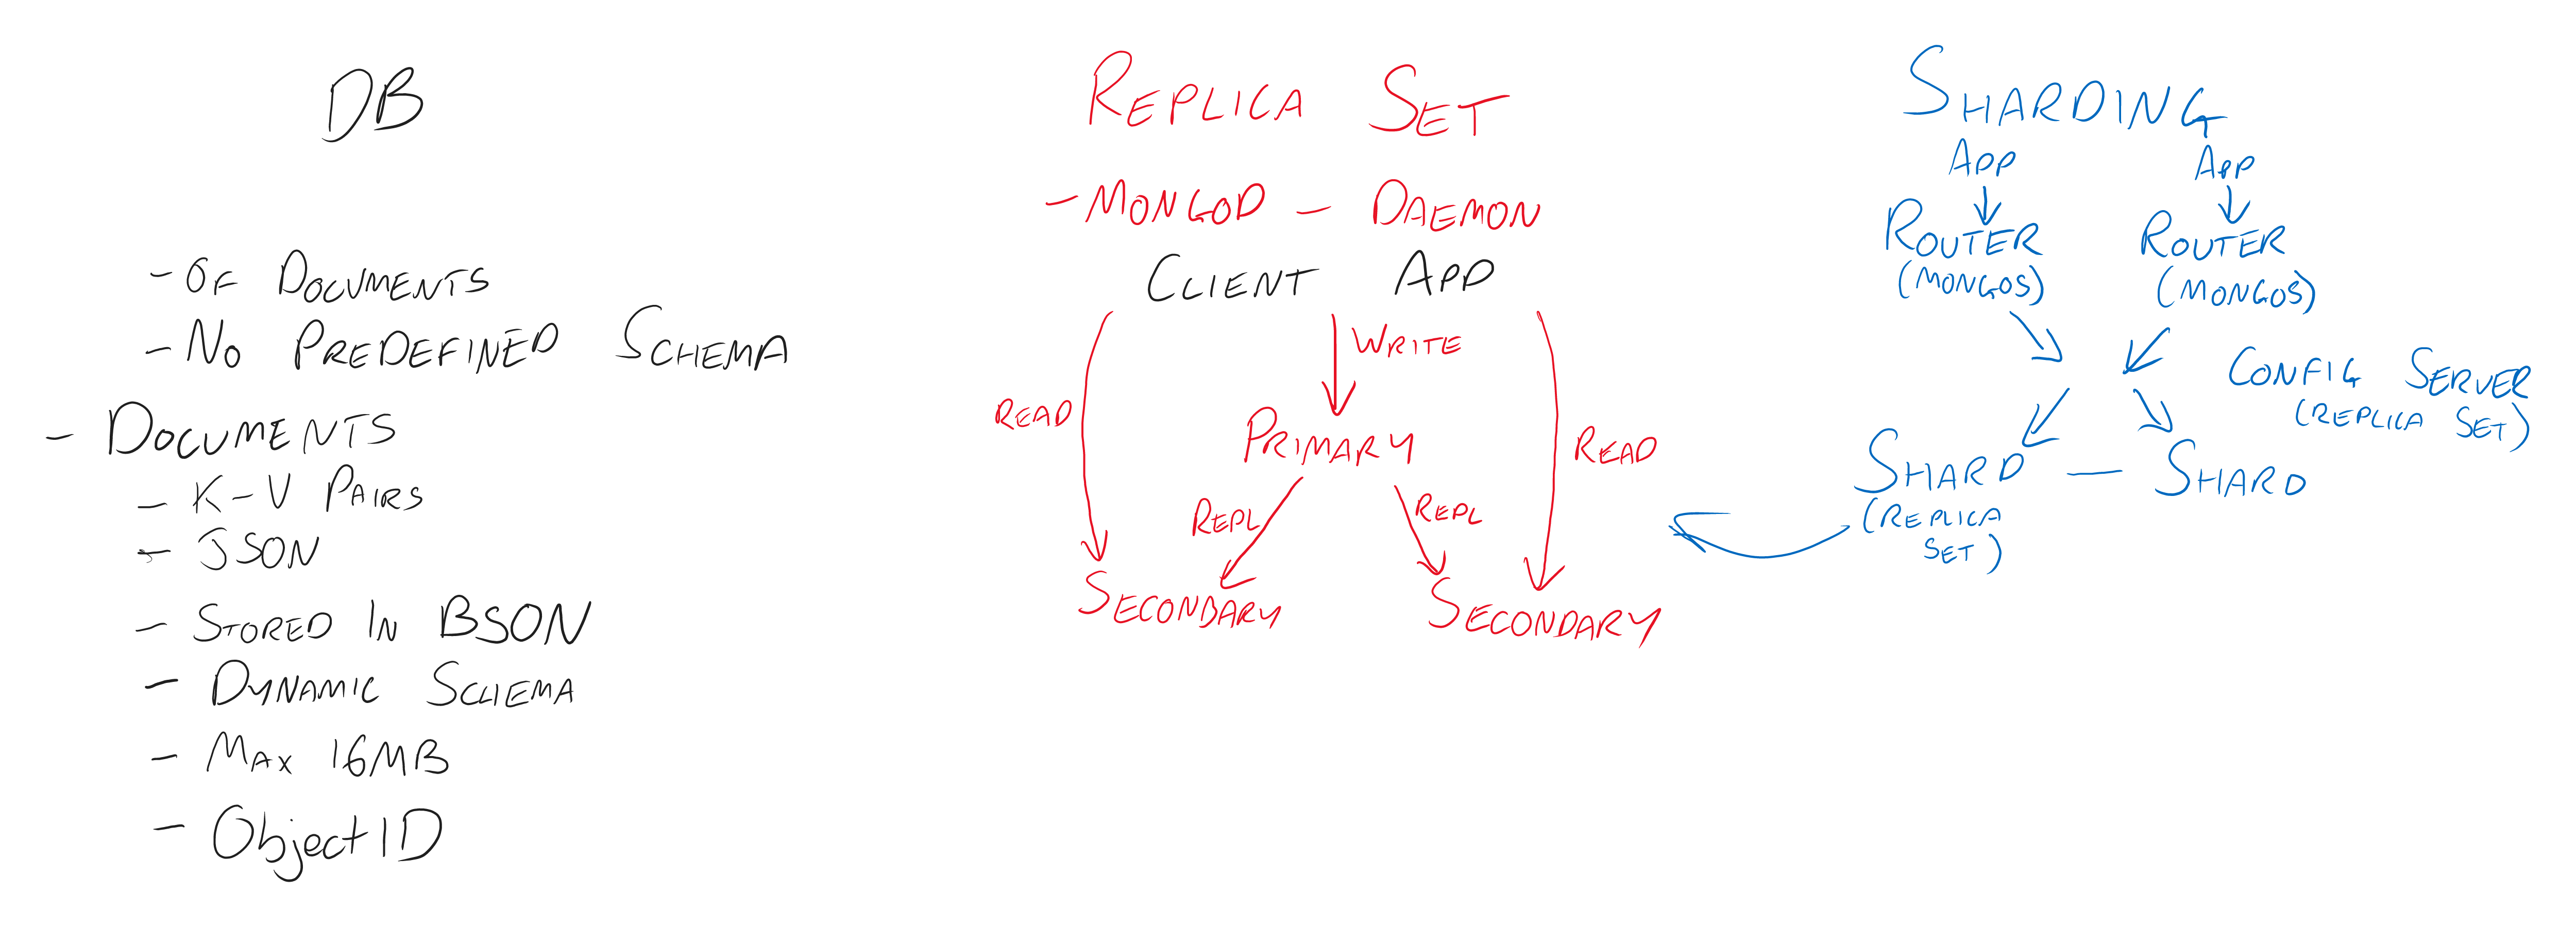 DB
- OF DOCUMENTS
- NO PREDEFINED SCHEMA
- DOCUMENTS
- K-V PAIRS
- JSON
- STORED IN BSON
- DYNAMIC SCHEMA
- MAX 16MB
- ObjectID
REPLICA SET
- MONGOD - DAEMON
CLIENT APP
WRITE
READ
READ
PRIMARY
REPL
REPL
SECONDARY
SECONDARY
SHARDING
APP
APP
ROUTER
(MONGOS)
ROUTER
(MONGOS)
CONFIG SERVER
(REPLICA SET)
SHARD — SHARD
(REPLICA
SET)